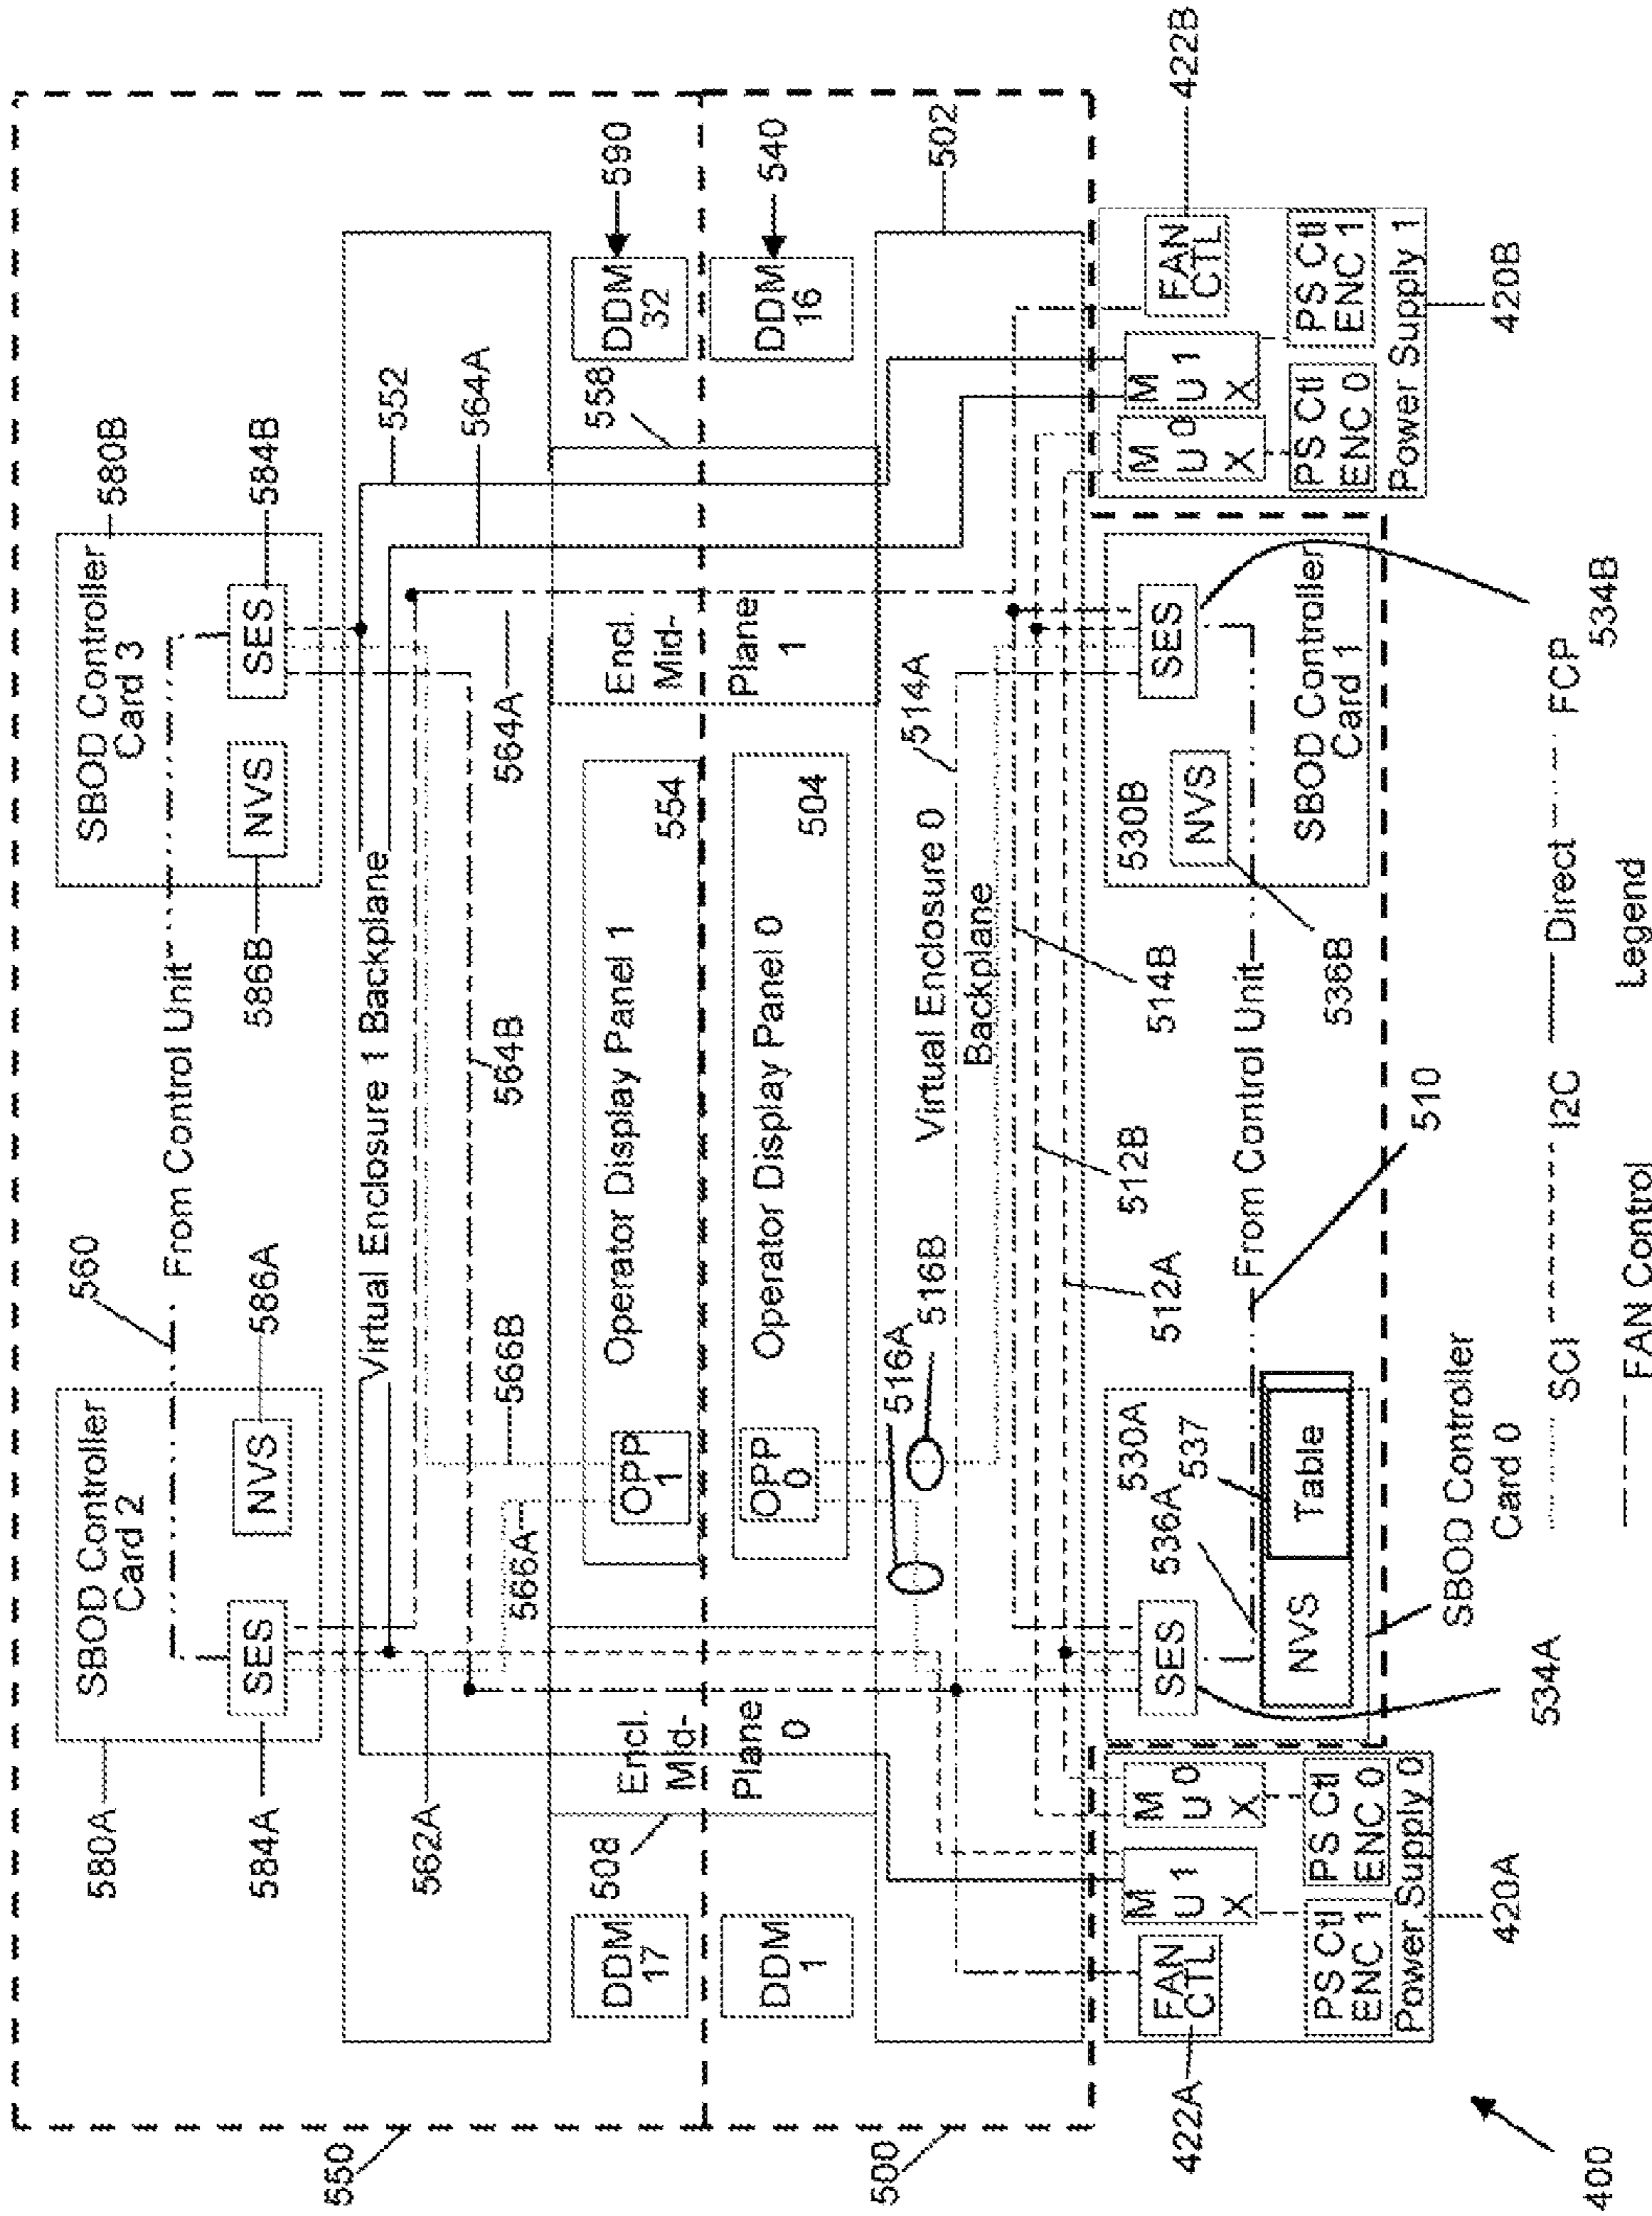 580A
SBOD Controller
Card 2
560
From Control Unit
SBOD Controller
Card 3
580B
584A
SES
NVS
586A
586B
NVS
SES
584B
550
Virtual Enclosure 1 Backplane
552
562A
566A
566B
564B
564A
564A
DDM
17
508
Encl.
Mid-
Plane
0
OPP
1
Operator Display Panel 1
554
Encl.
Mid-
Plane
1
558
DDM
32
590
DDM
1
OPP
0
Operator Display Panel 0
504
DDM
16
540
500
516A
516B
Virtual Enclosure 0
Backplane
514A
502
512A
512B
514B
422A
FAN
CTL
M
U 1
X
M
U 0
X
PS Ctl
ENC 1
PS Ctl
ENC 0
Power Supply 0
420A
SES
536A
530A
537
NVS
Table
From Control Unit
530B
NVS
SES
SBOD Controller
Card 1
M
U 0
X
M
U 1
X
FAN
CTL
422B
PS Ctl
ENC 0
PS Ctl
ENC 1
Power Supply 1
420B
534A
SBOD Controller
Card 0
510
536B
534B
400
SCI
I2C
Direct
FCP
FAN Control
Legend